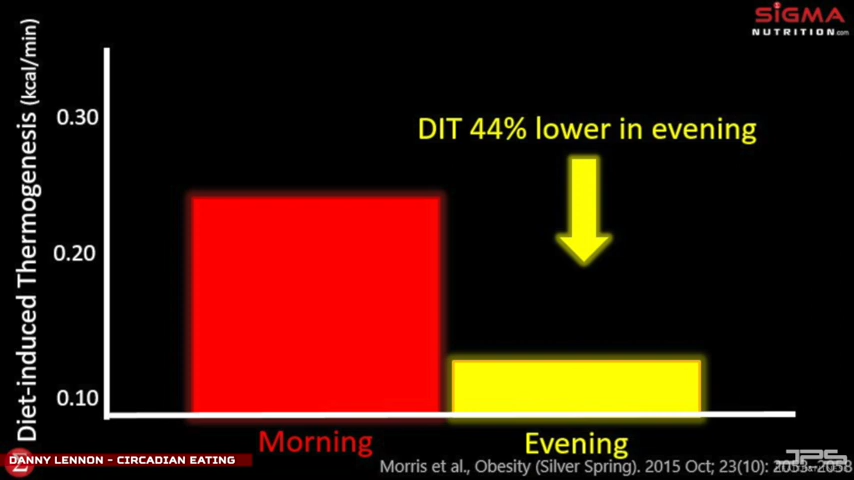 SiGMA
NUTRITION.com
Diet-induced Thermogenesis (kcal/min)
0.30
DIT 44% lower in evening
0.20
0.10
Morning
Evening
DANNY LENNON - CIRCADIAN EATING
Morris et al., Obesity (Silver Spring). 2015 Oct; 23(10): 2053-2058
JPS